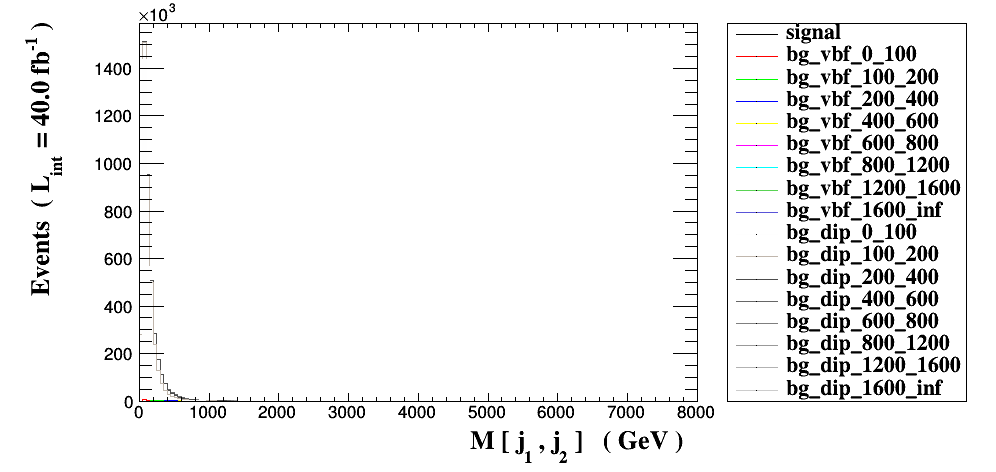 ×10³
Events ( L_int = 40.0 fb⁻¹ )
1400
1200
1000
800
600
400
200
0
0 1000 2000 3000 4000 5000 6000 7000 8000
M [ j_1 , j_2 ] ( GeV )
signal
bg_vbf_0_100
bg_vbf_100_200
bg_vbf_200_400
bg_vbf_400_600
bg_vbf_600_800
bg_vbf_800_1200
bg_vbf_1200_1600
bg_vbf_1600_inf
bg_dip_0_100
bg_dip_100_200
bg_dip_200_400
bg_dip_400_600
bg_dip_600_800
bg_dip_800_1200
bg_dip_1200_1600
bg_dip_1600_inf